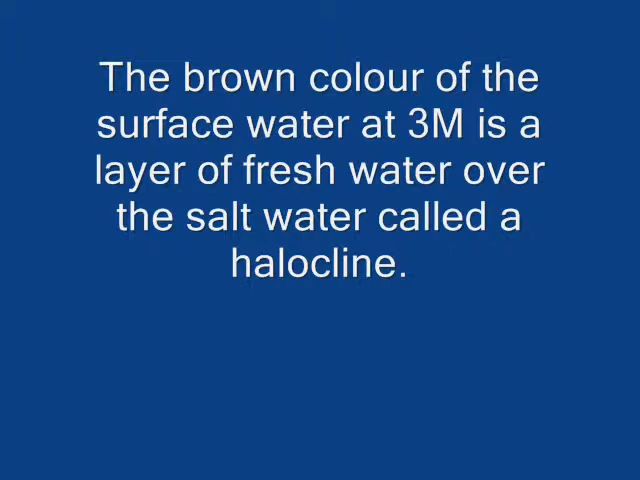 The brown colour of the
surface water at 3M is a
layer of fresh water over
the salt water called a
halocline.